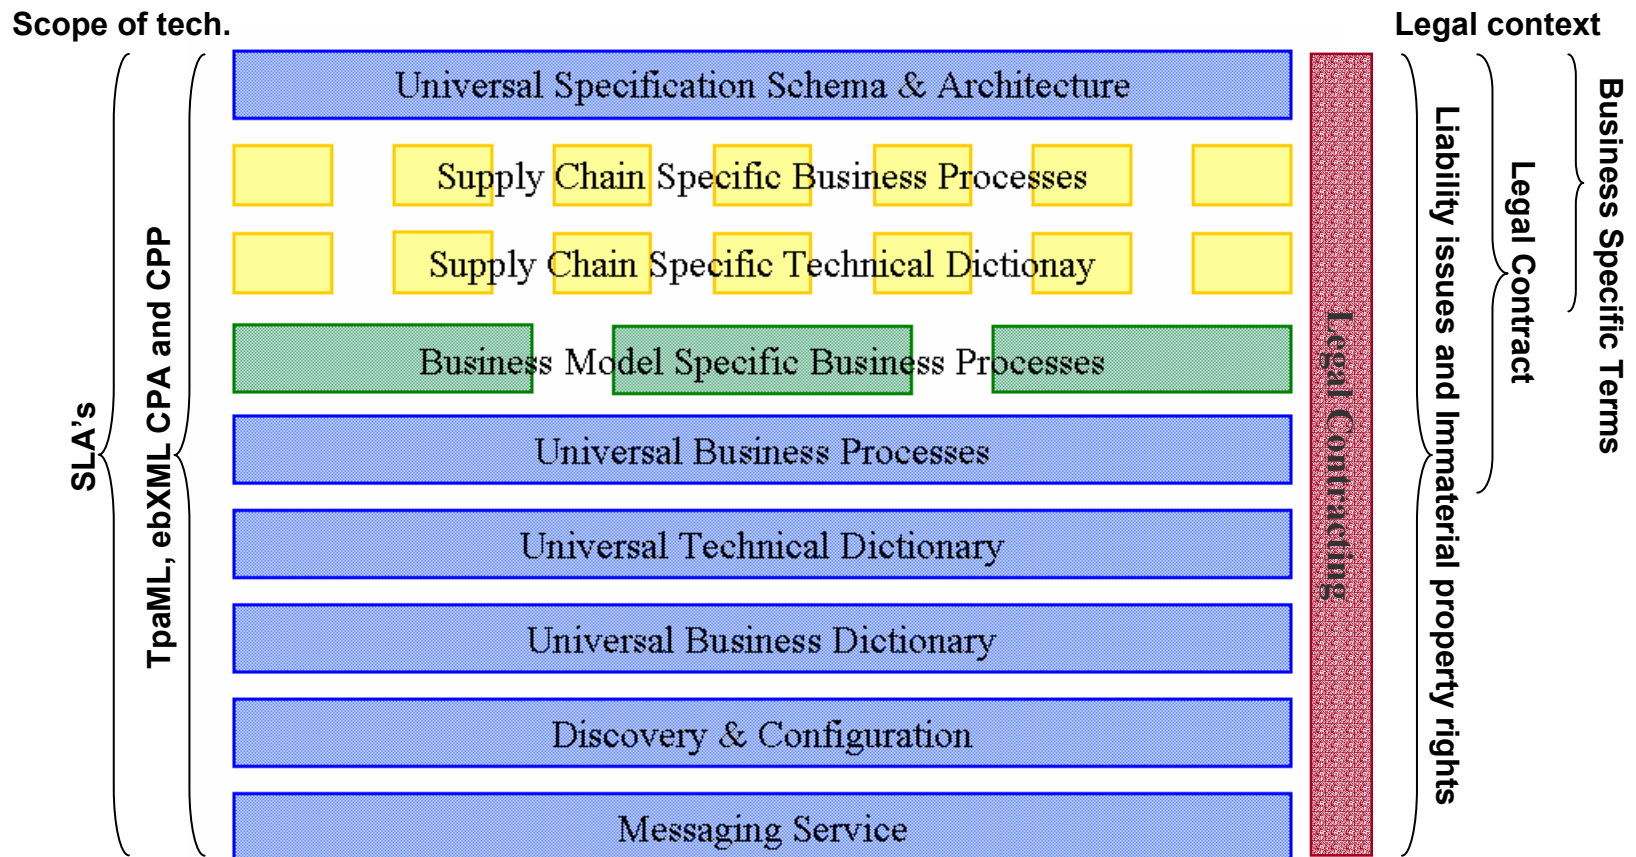 Scope of tech.
Legal context
SLA's
TpaML, ebXML CPA and CPP
Universal Specification Schema & Architecture
Supply Chain Specific Business Processes
Supply Chain Specific Technical Dictionay
Business Model Specific Business Processes
Universal Business Processes
Universal Technical Dictionary
Universal Business Dictionary
Discovery & Configuration
Messaging Service
Legal Contracting
Liability issues and Immaterial property rights
Legal Contract
Business Specific Terms